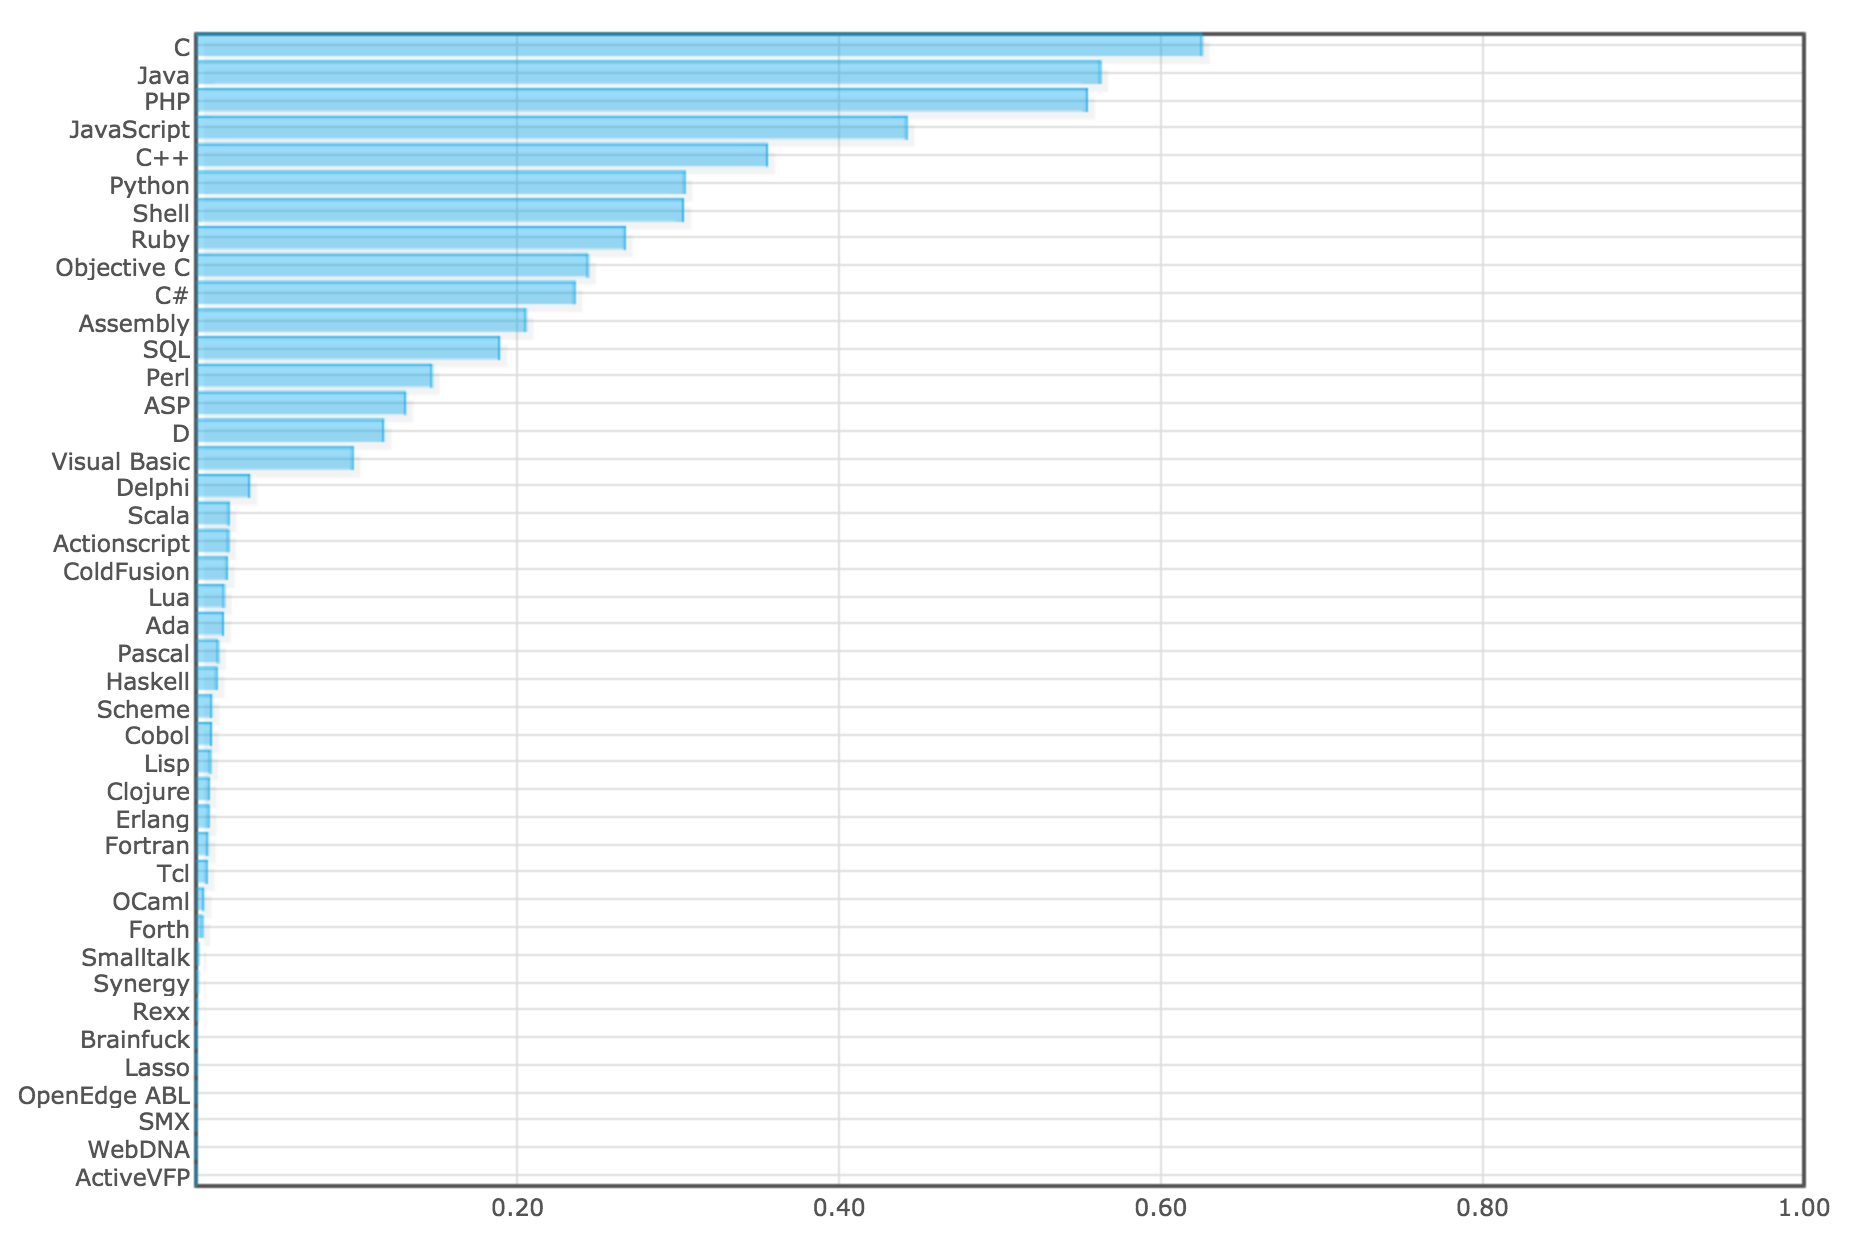 C
Java
PHP
JavaScript
C++
Python
Shell
Ruby
Objective C
C#
Assembly
SQL
Perl
ASP
D
Visual Basic
Delphi
Scala
Actionscript
ColdFusion
Lua
Ada
Pascal
Haskell
Scheme
Cobol
Lisp
Clojure
Erlang
Fortran
Tcl
OCaml
Forth
Smalltalk
Synergy
Rexx
Brainfuck
Lasso
OpenEdge ABL
SMX
WebDNA
ActiveVFP
0.20 0.40 0.60 0.80 1.00